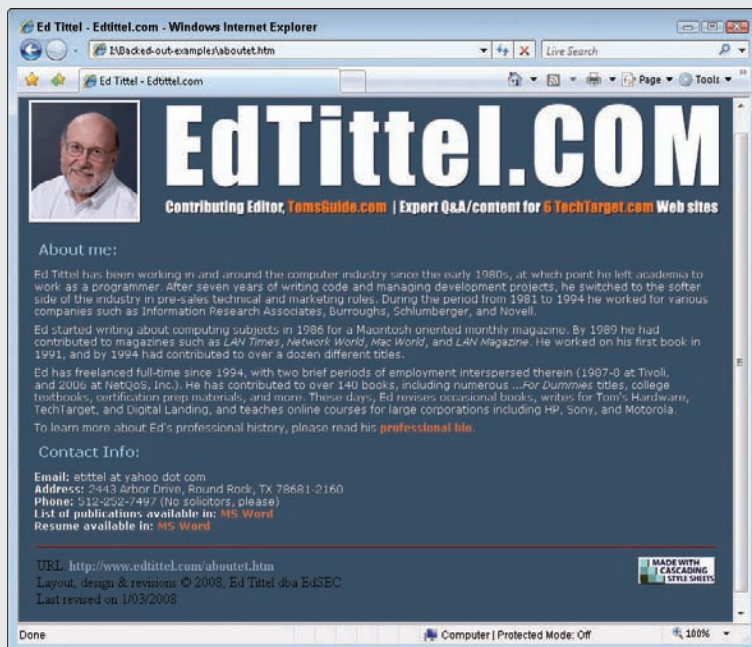 Ed Tittel - Edtittel.com - Windows Internet Explorer
I:\Backed-out-examples\aboutet.htm
Live Search
Ed Tittel - Edtittel.com
Page
Tools
EdTittel.COM
Contributing Editor, TomsGuide.com | Expert Q&A/content for 6 TechTarget.com Web sites
About me:
Ed Tittel has been working in and around the computer industry since the early 1980s, at which point he left academia to
work as a programmer. After seven years of writing code and managing development projects, he switched to the softer
side of the industry in pre-sales technical and marketing roles. During the period from 1981 to 1994 he worked for various
companies such as Information Research Associates, Burroughs, Schlumberger, and Novell.
Ed started writing about computing subjects in 1986 for a Macintosh oriented monthly magazine. By 1989 he had
contributed to magazines such as LAN Times, Network World, Mac World, and LAN Magazine. He worked on his first book in
1991, and by 1994 had contributed to over a dozen different titles.
Ed has freelanced full-time since 1994, with two brief periods of employment interspersed therein (1987-8 at Tivoli,
and 2006 at NetQoS, Inc.). He has contributed to over 140 books, including numerous ...For Dummies titles, college
textbooks, certification prep materials, and more. These days, Ed revises occasional books, writes for Tom's Hardware,
TechTarget, and Digital Landing, and teaches online courses for large corporations including HP, Sony, and Motorola.
To learn more about Ed's professional history, please read his professional bio.
Contact Info:
Email: etittel at yahoo dot com
Address: 2443 Arbor Drive, Round Rock, TX 78681-2160
Phone: 512-252-7497 (No solicitors, please)
List of publications available in: MS Word
Resume available in: MS Word
URL: http://www.edtittel.com/aboutet.htm
Layout, design & revisions © 2008, Ed Tittel dba EdSEC
Last revised on 1/03/2008
MADE WITH
CASCADING
STYLE SHEETS
Done
Computer | Protected Mode: Off
100%